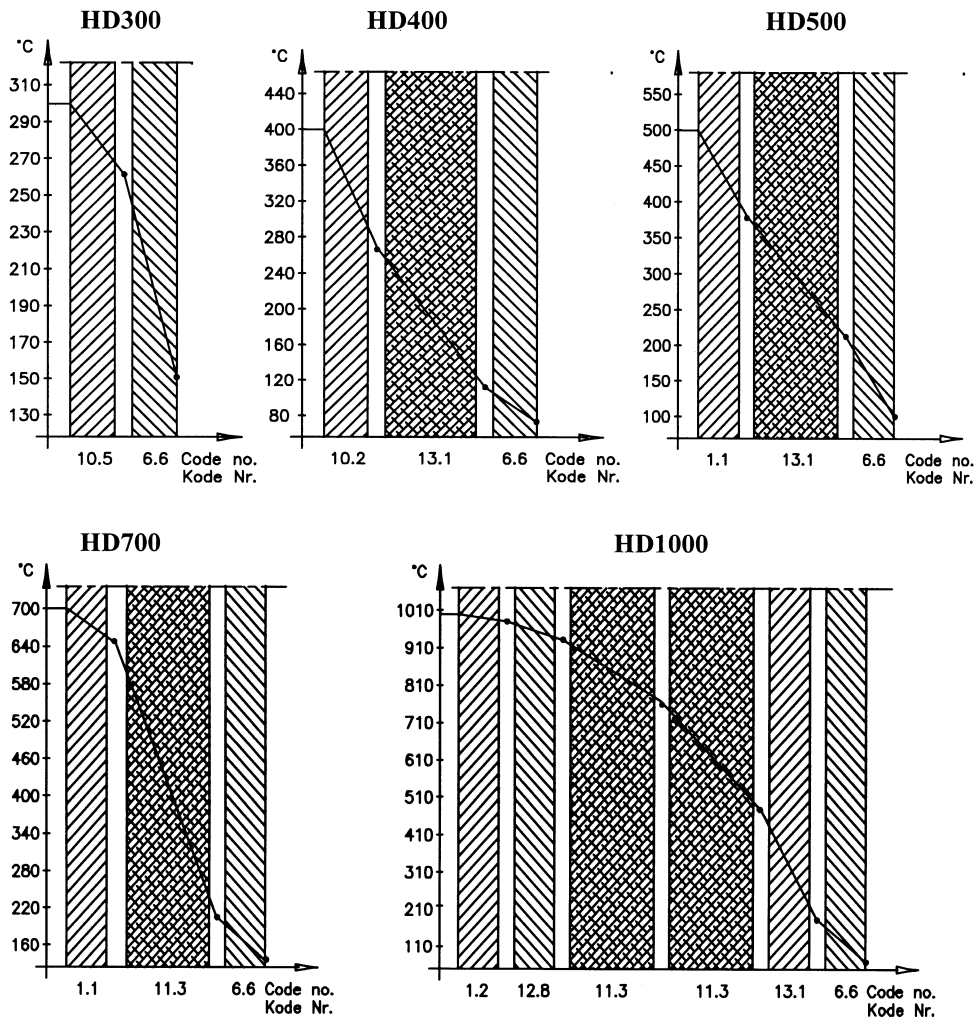 HD300
°C
310
290
270
250
230
210
190
170
150
130
10.5 6.6 Code no.
Kode Nr.
HD400
°C
440
400
360
320
280
240
200
160
120
80
10.2 13.1 6.6 Code no.
Kode Nr.
HD500
°C
550
500
450
400
350
300
250
200
150
100
1.1 13.1 6.6 Code no.
Kode Nr.
HD700
°C
700
640
580
520
460
400
340
280
220
160
1.1 11.3 6.6 Code no.
Kode Nr.
HD1000
°C
1010
910
810
710
610
510
410
310
210
110
1.2 12.8 11.3 11.3 13.1 6.6 Code no.
Kode Nr.